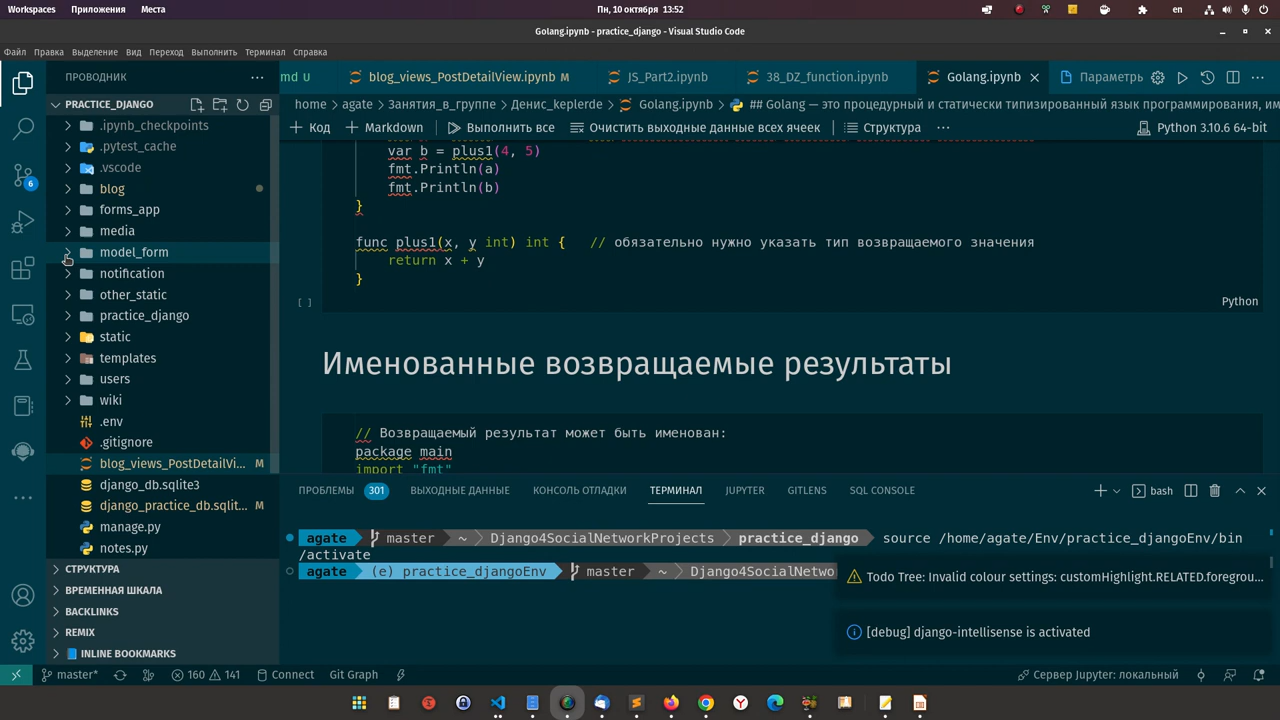 Workspaces Приложения Места
Пн, 10 октября 13:52
en
Golang.ipynb - practice_django - Visual Studio Code
Файл Правка Выделение Вид Переход Выполнить Терминал Справка
ПРОВОДНИК
md U
blog_views_PostDetailView.ipynb M
JS_Part2.ipynb
38_DZ_function.ipynb
Golang.ipynb
Параметрь
PRACTICE_DJANGO
home > agate > Занятия_в_группе > Денис_keplerde > Golang.ipynb > ## Golang — это процедурный и статически типизированный язык программирования, им
.ipynb_checkpoints
.pytest_cache
.vscode
blog
forms_app
media
model_form
notification
other_static
practice_django
static
templates
users
wiki
.env
.gitignore
blog_views_PostDetailVi... M
django_db.sqlite3
django_practice_db.sqlit... M
manage.py
notes.py
СТРУКТУРА
ВРЕМЕННАЯ ШКАЛА
BACKLINKS
REMIX
INLINE BOOKMARKS
6
+ Код + Markdown Выполнить все Очистить выходные данные всех ячеек Структура ... Python 3.10.6 64-bit
var b = plus1(4, 5)
fmt.Println(a)
fmt.Println(b)
}
func plus1(x, y int) int { // обязательно нужно указать тип возвращаемого значения
return x + y
}
[ ] Python
Именованные возвращаемые результаты
// Возвращаемый результат может быть именован:
package main
import "fmt"
ПРОБЛЕМЫ 301 ВЫХОДНЫЕ ДАННЫЕ КОНСОЛЬ ОТЛАДКИ ТЕРМИНАЛ JUPYTER GITLENS SQL CONSOLE
bash
agate master ~ Django4SocialNetworkProjects practice_django source /home/agate/Env/practice_djangoEnv/bin
/activate
agate (e) practice_djangoEnv master ~ Django4SocialNetwo
Todo Tree: Invalid colour settings: customHighlight.RELATED.foregrou...
[debug] django-intellisense is activated
master* 160 141 Connect Git Graph
Сервер Jupyter: локальный